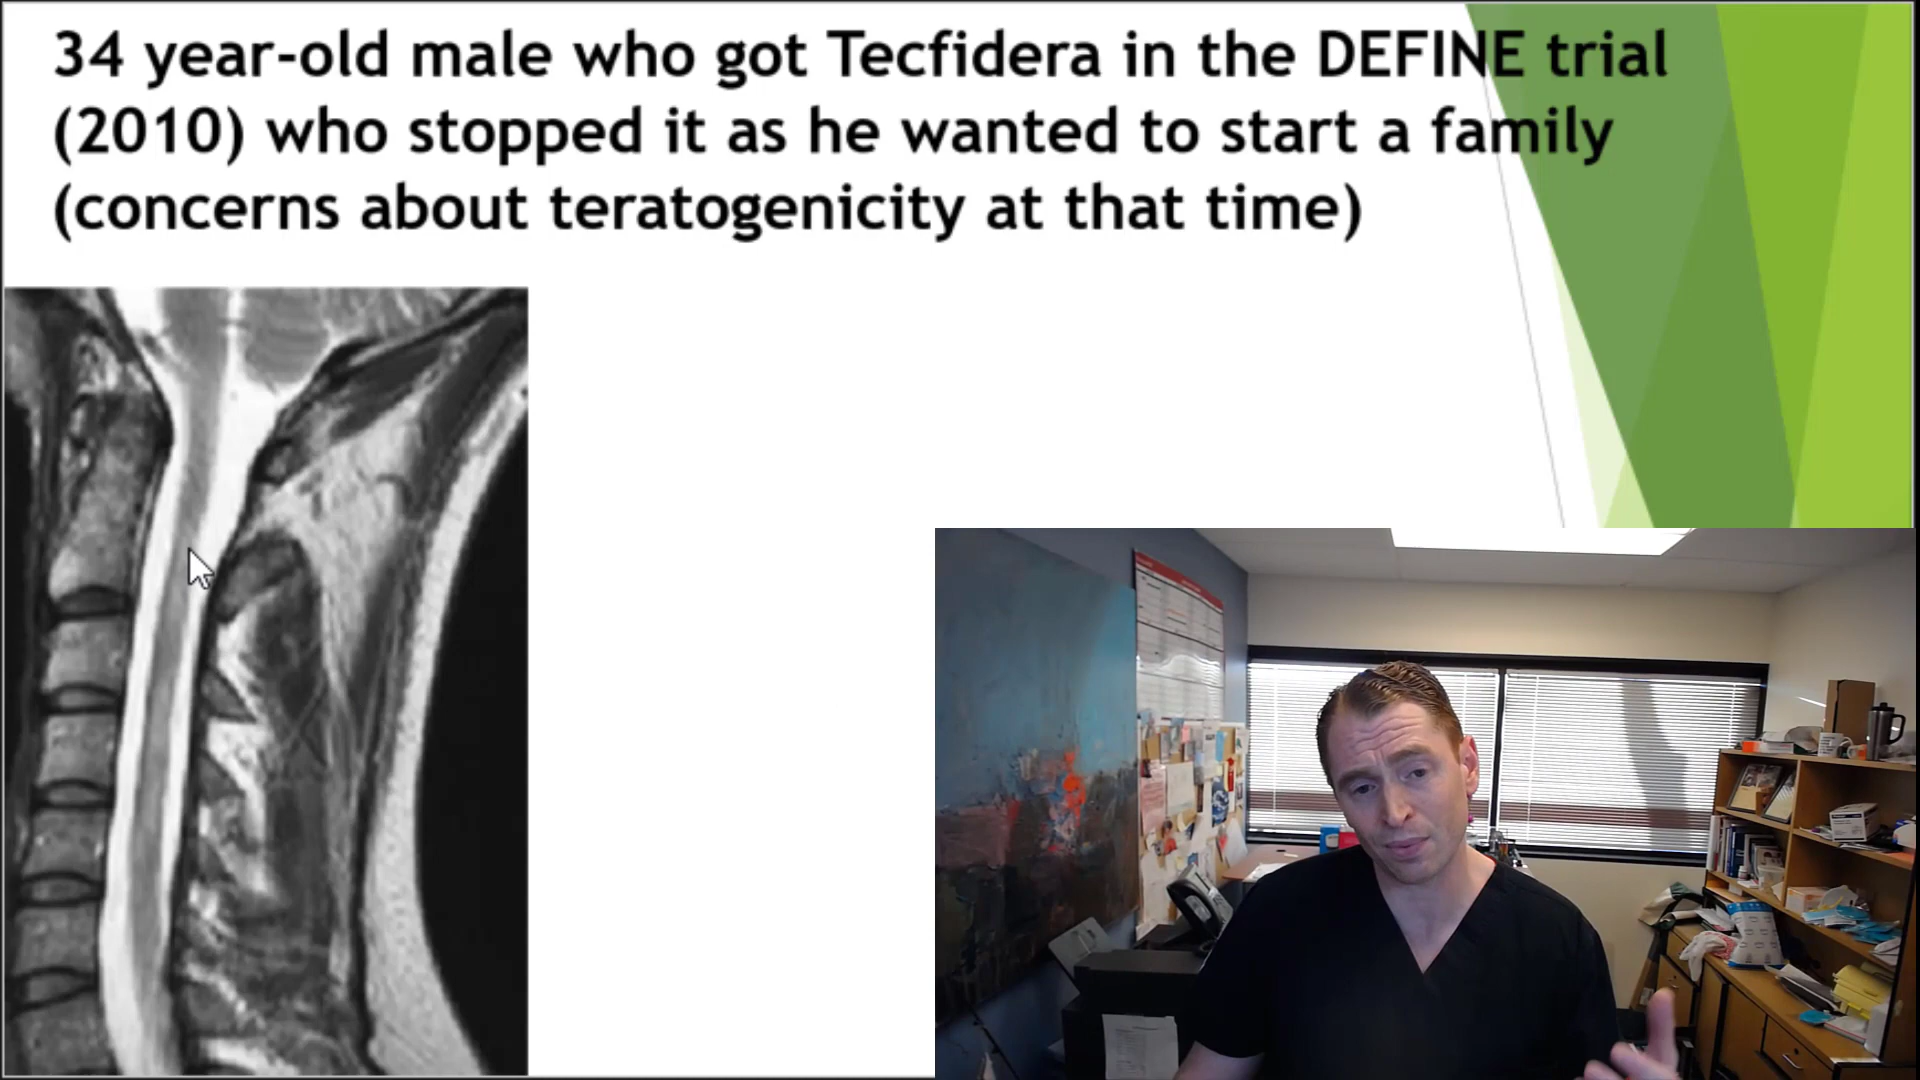 34 year-old male who got Tecfidera in the DEFINE trial
(2010) who stopped it as he wanted to start a family
(concerns about teratogenicity at that time)